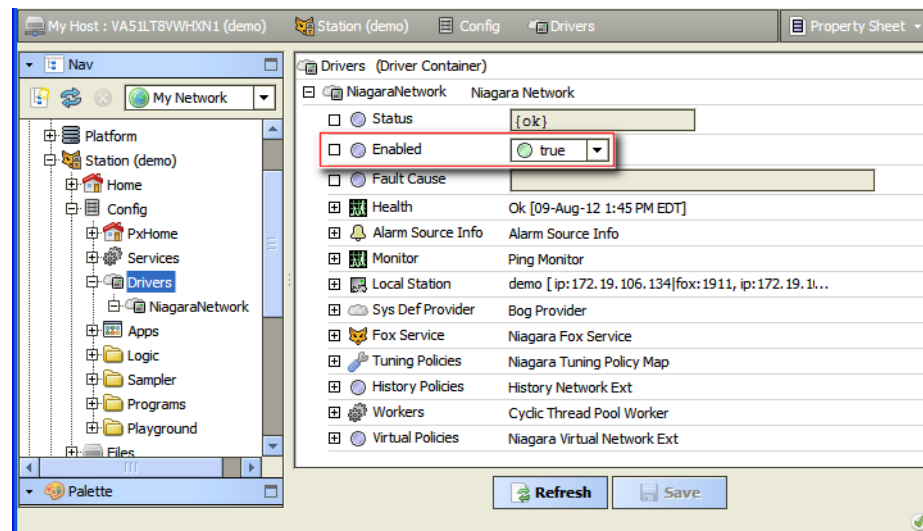 My Host : VA51LT8VWHXN1 (demo) Station (demo) Config Drivers Property Sheet
Nav
My Network
Platform
Station (demo)
Home
Config
PxHome
Services
Drivers
NiagaraNetwork
Apps
Logic
Sampler
Programs
Playground
Files
Palette
Drivers (Driver Container)
NiagaraNetwork Niagara Network
Status {ok}
Enabled true
Fault Cause
Health Ok [09-Aug-12 1:45 PM EDT]
Alarm Source Info Alarm Source Info
Monitor Ping Monitor
Local Station demo [ ip:172.19.106.134|fox:1911, ip:172.19.1(...
Sys Def Provider Bog Provider
Fox Service Niagara Fox Service
Tuning Policies Niagara Tuning Policy Map
History Policies History Network Ext
Workers Cyclic Thread Pool Worker
Virtual Policies Niagara Virtual Network Ext
Refresh Save